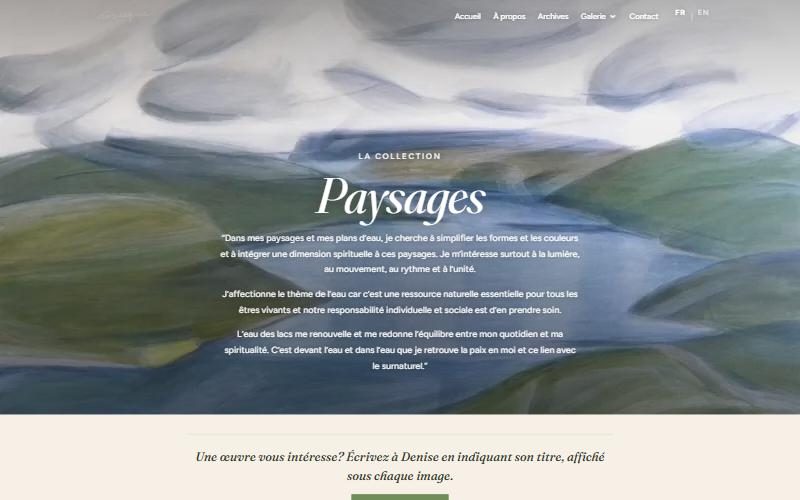 Accueil À propos Archives Galerie Contact FR | EN
LA COLLECTION
Paysages
"Dans mes paysages et mes plans d'eau, je cherche à simplifier les formes et les couleurs
et à intégrer une dimension spirituelle à ces paysages. Je m'intéresse surtout à la lumière,
au mouvement, au rythme et à l'unité.
J'affectionne le thème de l'eau car c'est une ressource naturelle essentielle pour tous les
êtres vivants et notre responsabilité individuelle et sociale est d'en prendre soin.
L'eau des lacs me renouvelle et me redonne l'équilibre entre mon quotidien et ma
spiritualité. C'est devant l'eau et dans l'eau que je retrouve la paix en moi et ce lien avec
le surnaturel."
Une œuvre vous intéresse? Écrivez à Denise en indiquant son titre, affiché
sous chaque image.